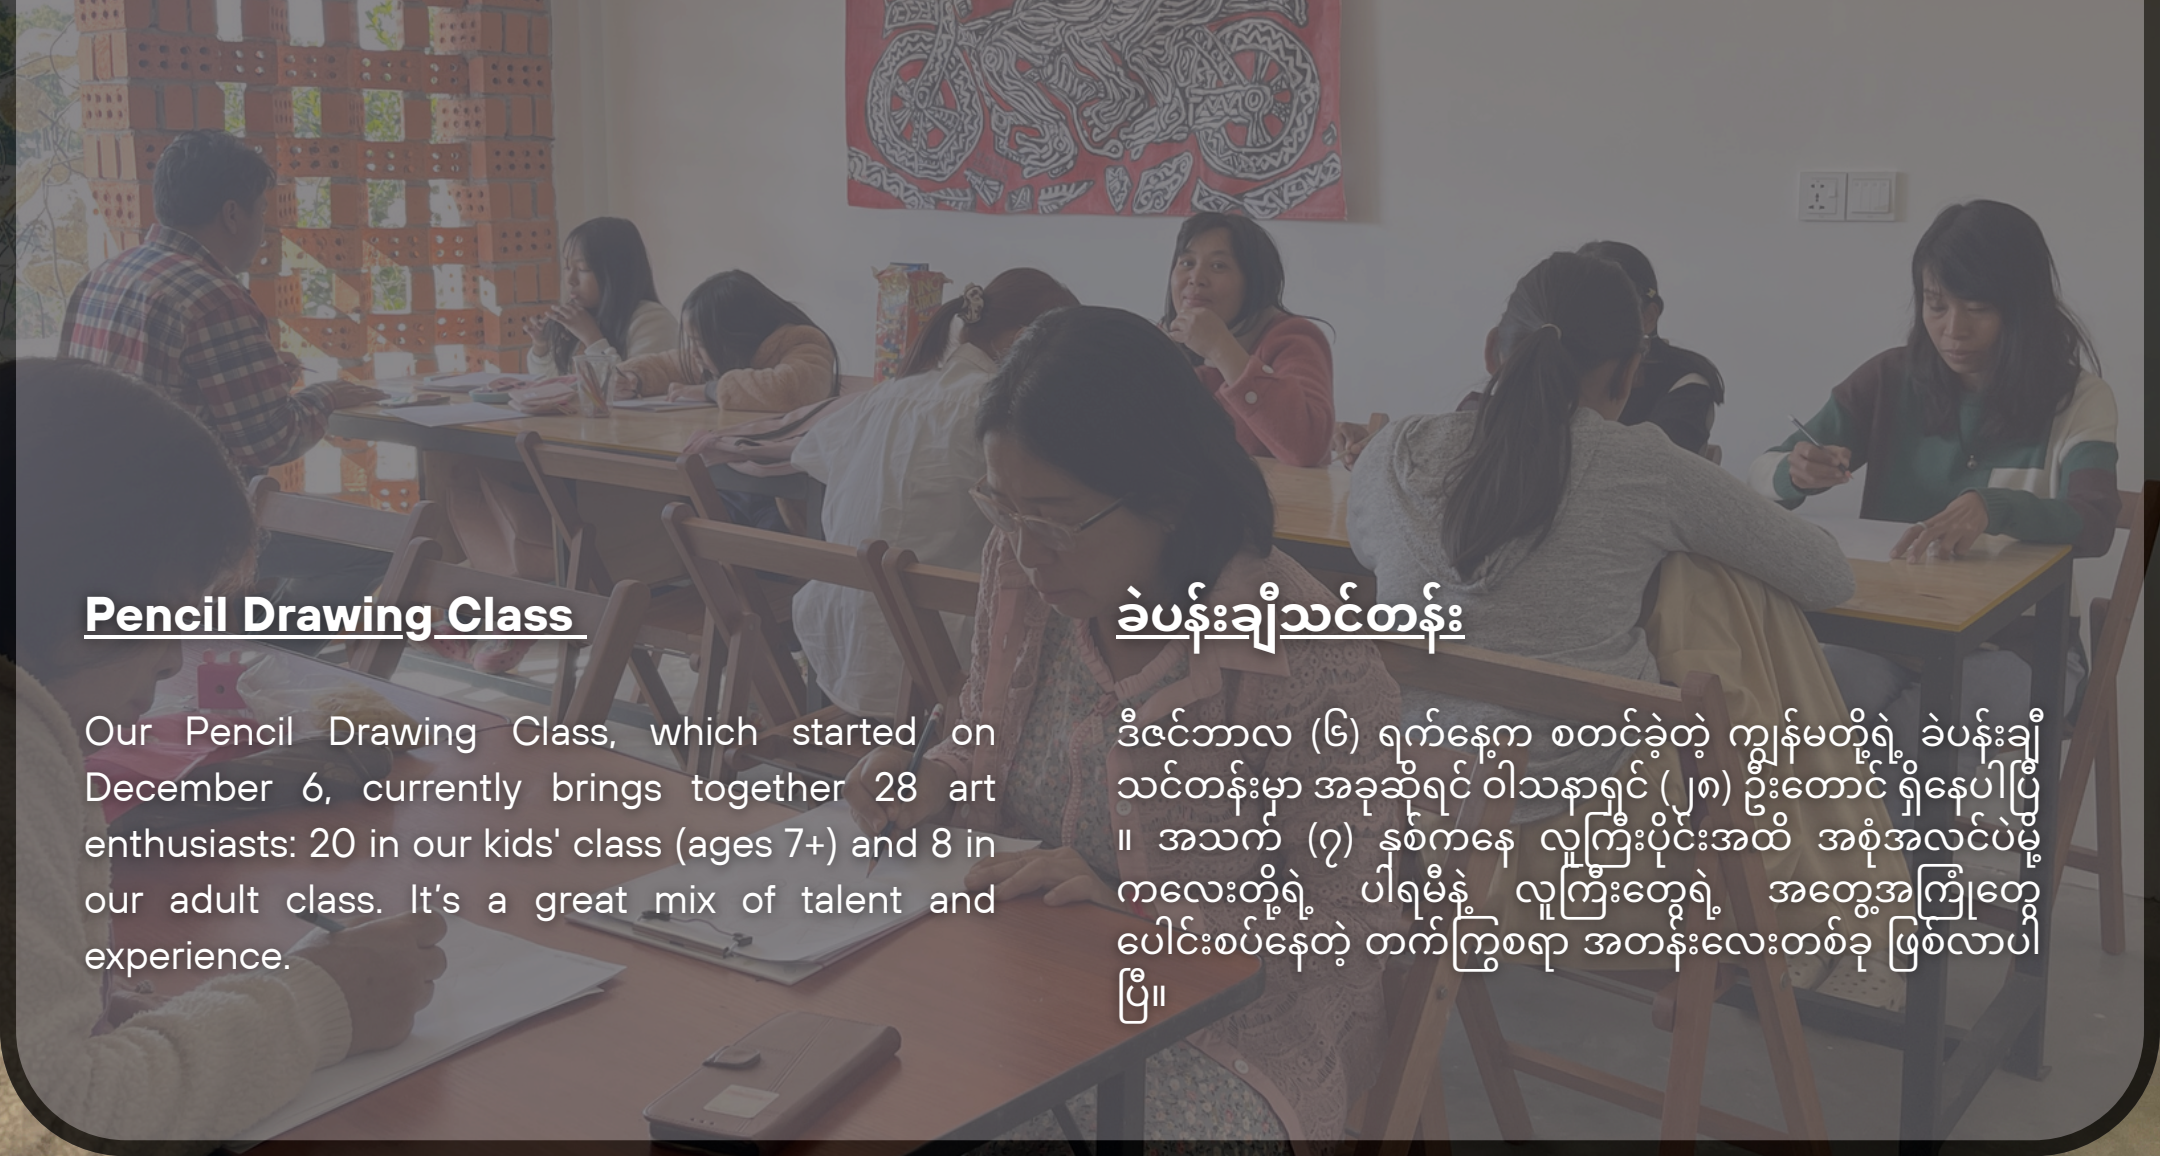 Pencil Drawing Class
Our Pencil Drawing Class, which started on
December 6, currently brings together 28 art
enthusiasts: 20 in our kids' class (ages 7+) and 8 in
our adult class. It’s a great mix of talent and
experience.
ခဲပန်းချီသင်တန်း
ဒီဇင်ဘာလ (၆) ရက်နေ့က စတင်ခဲ့တဲ့ ကျွန်မတို့ရဲ့ ခဲပန်းချီ
သင်တန်းမှာ အခုဆိုရင် ဝါသနာရှင် (၂၈) ဦးတောင် ရှိနေပါပြီ
။ အသက် (၇) နှစ်ကနေ လူကြီးပိုင်းအထိ အစုံအလင်ပဲမို့
ကလေးတို့ရဲ့ ပါရမီနဲ့ လူကြီးတွေရဲ့ အတွေ့အကြုံတွေ
ပေါင်းစပ်နေတဲ့ တက်ကြွစရာ အတန်းလေးတစ်ခု ဖြစ်လာပါ
ပြီ။